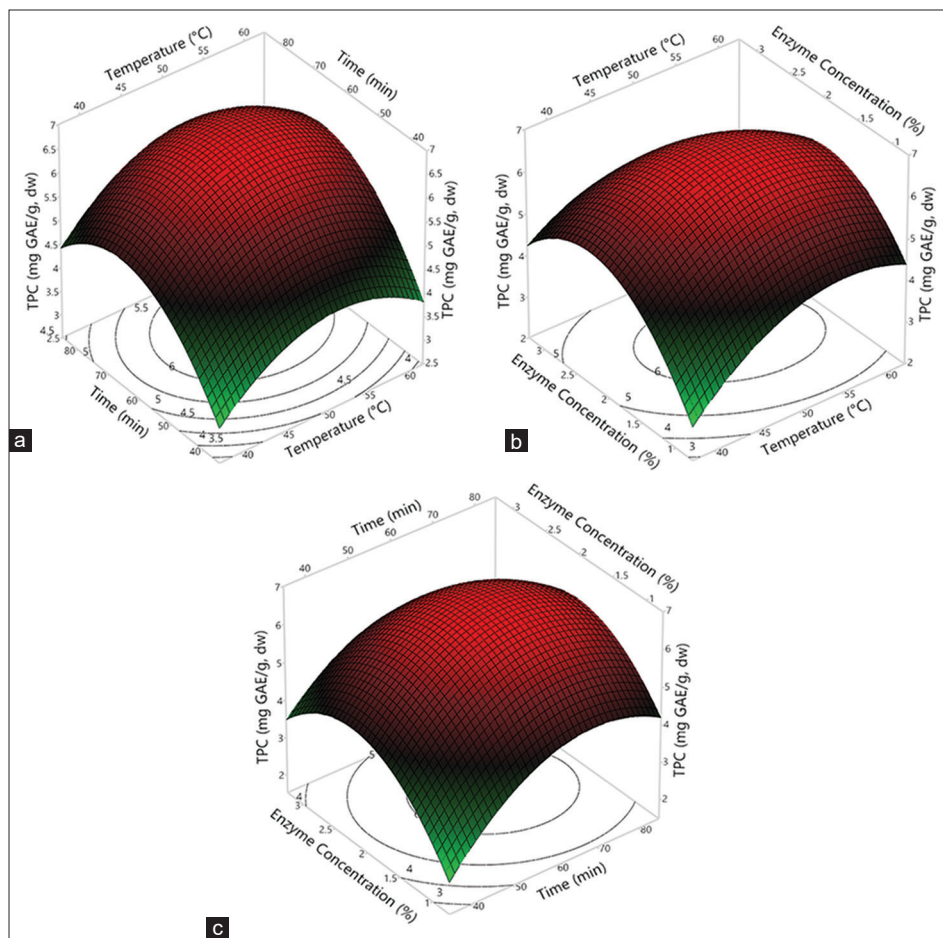 Temperature (°C)
40 45 50 55 60
Time (min)
80 70 60 50 40
TPC (mg GAE/g, dw)
7
6.5
6
5.5
5
4.5
4
3.5
3
2.5
TPC (mg GAE/g, dw)
7
6.5
6
5.5
5
4.5
4
3.5
3
2.5
4.5 5 5.5 6 5 4.5 4 3.5 4.5 4
Time (min)
80 70 60 50 40
Temperature (°C)
40 45 50 55 60
a
Temperature (°C)
40 45 50 55 60
Enzyme Concentration (%)
3 2.5 2 1.5 1
TPC (mg GAE/g, dw)
7
6
5
4
3
2
TPC (mg GAE/g, dw)
7
6
5
4
3
2
5 6 5 4 3
Enzyme Concentration (%)
3 2.5 2 1.5 1
Temperature (°C)
40 45 50 55 60
b
Time (min)
40 50 60 70 80
Enzyme Concentration (%)
3 2.5 2 1.5 1
TPC (mg GAE/g, dw)
7
6
5
4
3
2
TPC (mg GAE/g, dw)
7
6
5
4
3
2
4 5 4 3
Enzyme Concentration (%)
3 2.5 2 1.5 1
Time (min)
40 50 60 70 80
c